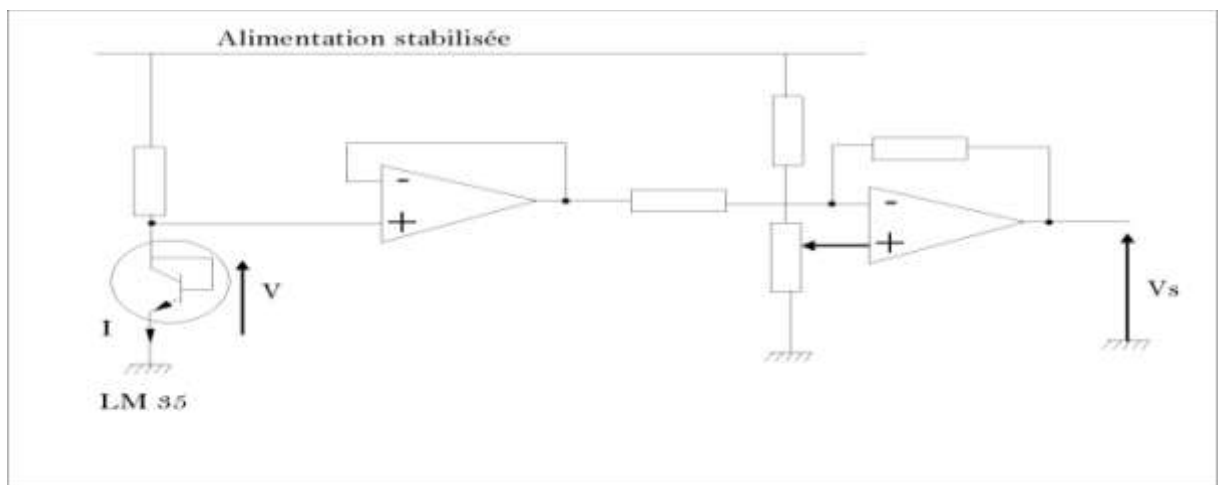 Alimentation stabilisée
-
+
-
+
V
Vs
I
LM 35